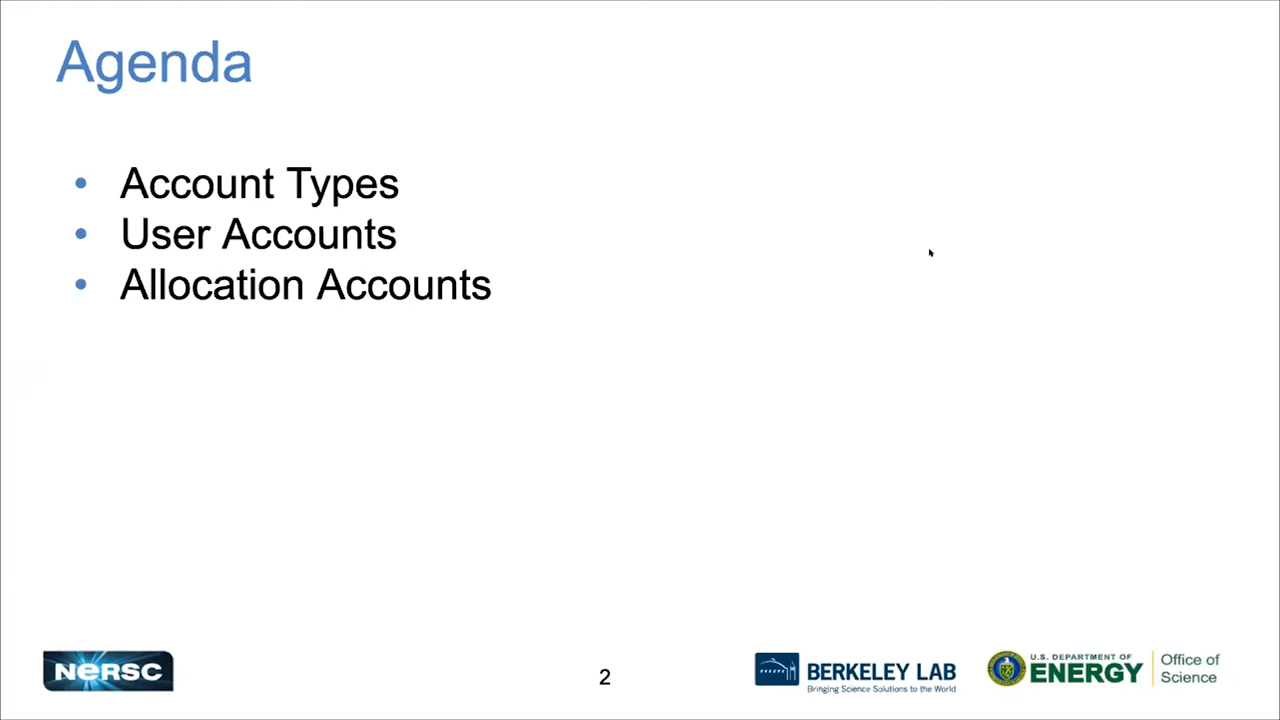 Agenda
• Account Types
• User Accounts
• Allocation Accounts
NERSC
2
BERKELEY LAB
Bringing Science Solutions to the World
U.S. DEPARTMENT OF
ENERGY
Office of
Science